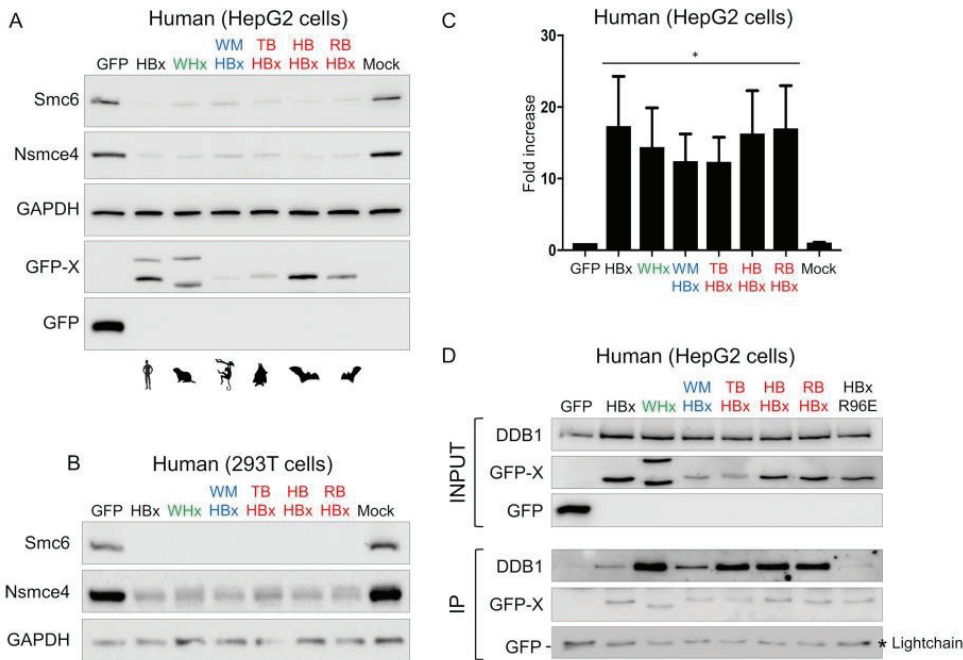 A
Human (HepG2 cells)
WM TB HB RB
GFP HBx WHx HBx HBx HBx HBx Mock
Smc6
Nsmce4
GAPDH
GFP-X
GFP
B
Human (293T cells)
WM TB HB RB
GFP HBx WHx HBx HBx HBx HBx Mock
Smc6
Nsmce4
GAPDH
C
Human (HepG2 cells)
30
*
20
10
0
Fold increase
GFP HBx WHx WM TB HB RB Mock
HBx HBx HBx HBx
D
Human (HepG2 cells)
WM TB HB RB HBx
GFP HBx WHx HBx HBx HBx HBx R96E
INPUT
DDB1
GFP-X
GFP
IP
DDB1
GFP-X
GFP - * Lightchain